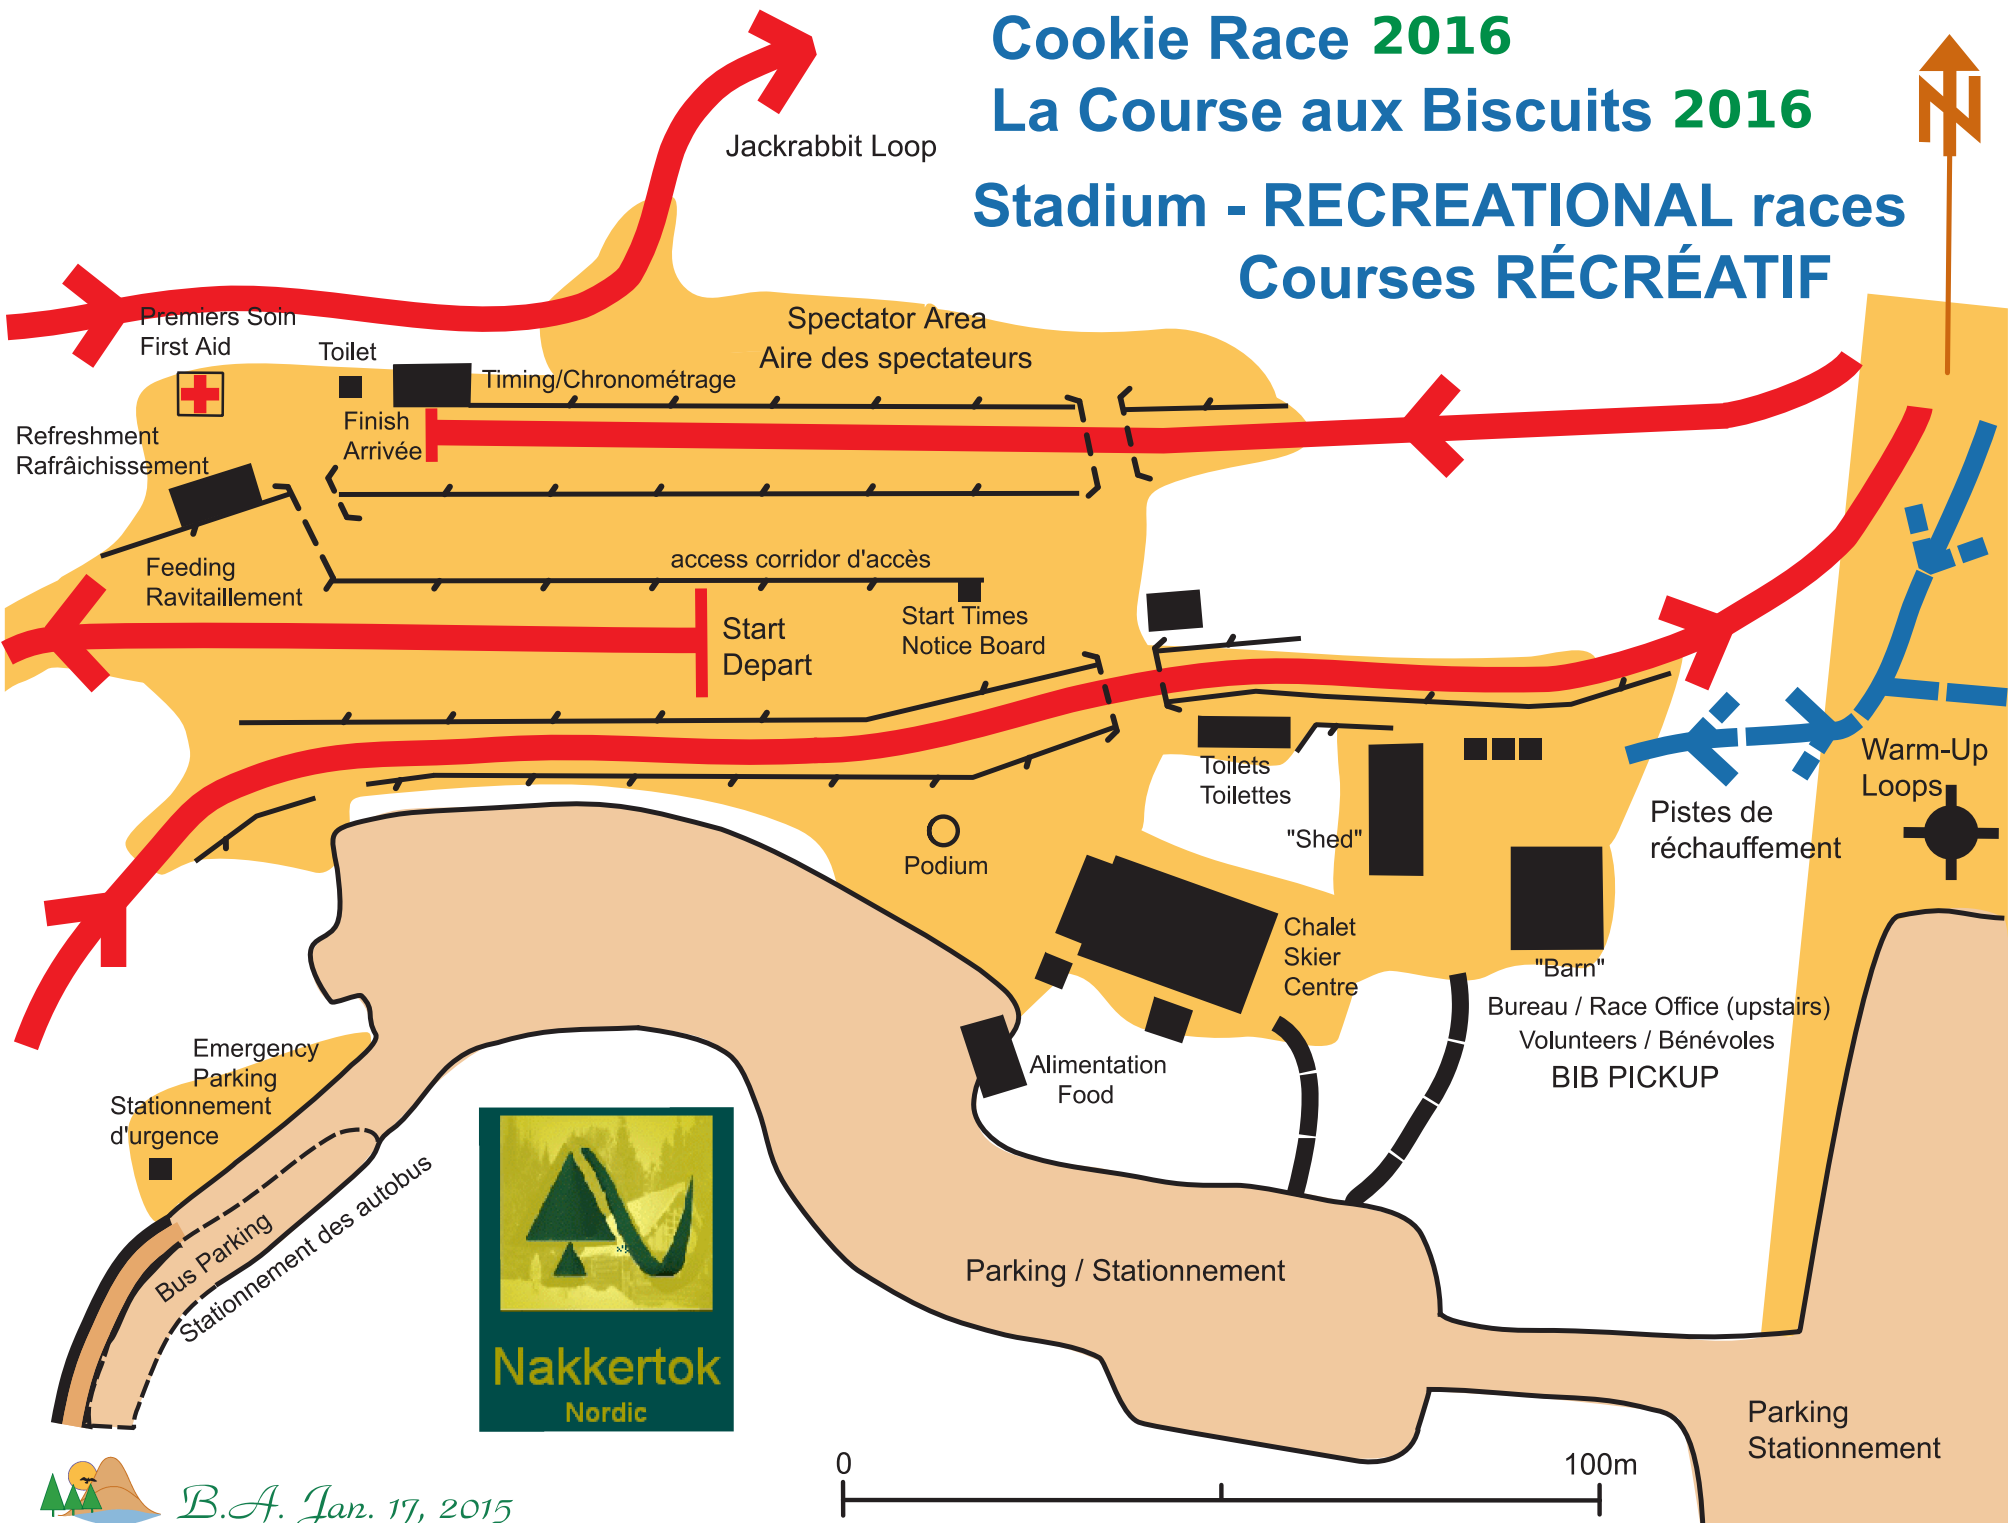 Cookie Race 2016
La Course aux Biscuits 2016
Stadium - RECREATIONAL races
Courses RÉCRÉATIF
N
Jackrabbit Loop
Premiers Soin
First Aid
Toilet
Spectator Area
Aire des spectateurs
Timing/Chronométrage
Finish
Arrivée
Refreshment
Rafrâichissement
Feeding
Ravitaillement
access corridor d'accès
Start
Depart
Start Times
Notice Board
Toilets
Toilettes
"Shed"
Warm-Up
Loops
Pistes de
réchauffement
Podium
Chalet
Skier
Centre
"Barn"
Bureau / Race Office (upstairs)
Volunteers / Bénévoles
BIB PICKUP
Alimentation
Food
Emergency
Parking
Stationnement
d'urgence
Bus Parking
Stationnement des autobus
Parking / Stationnement
Nakkertok
Nordic
Parking
Stationnement
0
100m
B.A. Jan. 17, 2015